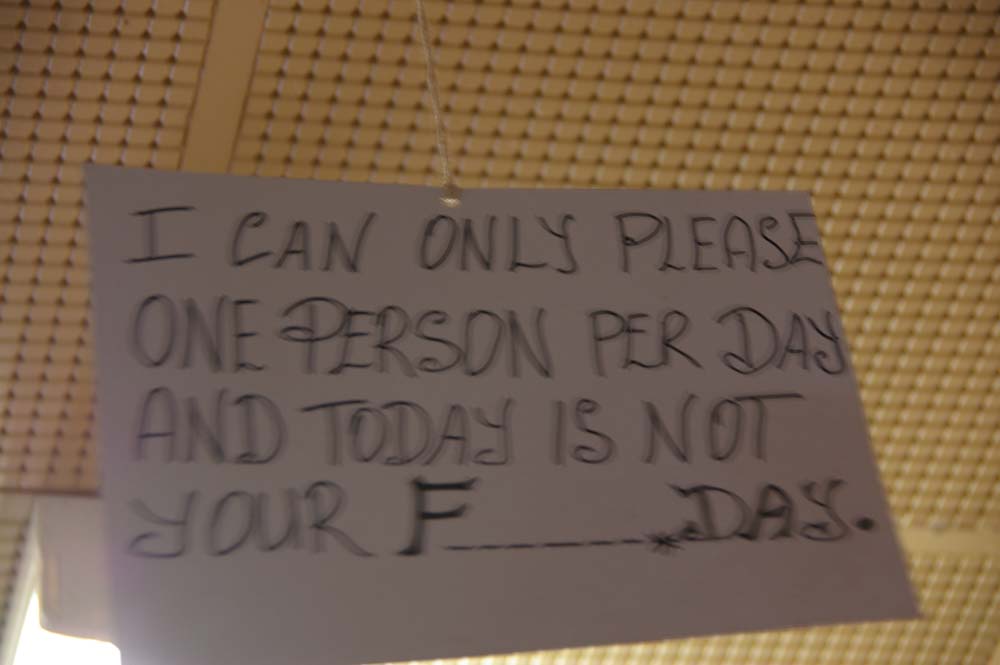 I CAN ONLY PLEASE
ONE PERSON PER DAY
AND TODAY IS NOT
YOUR F______* DAY.